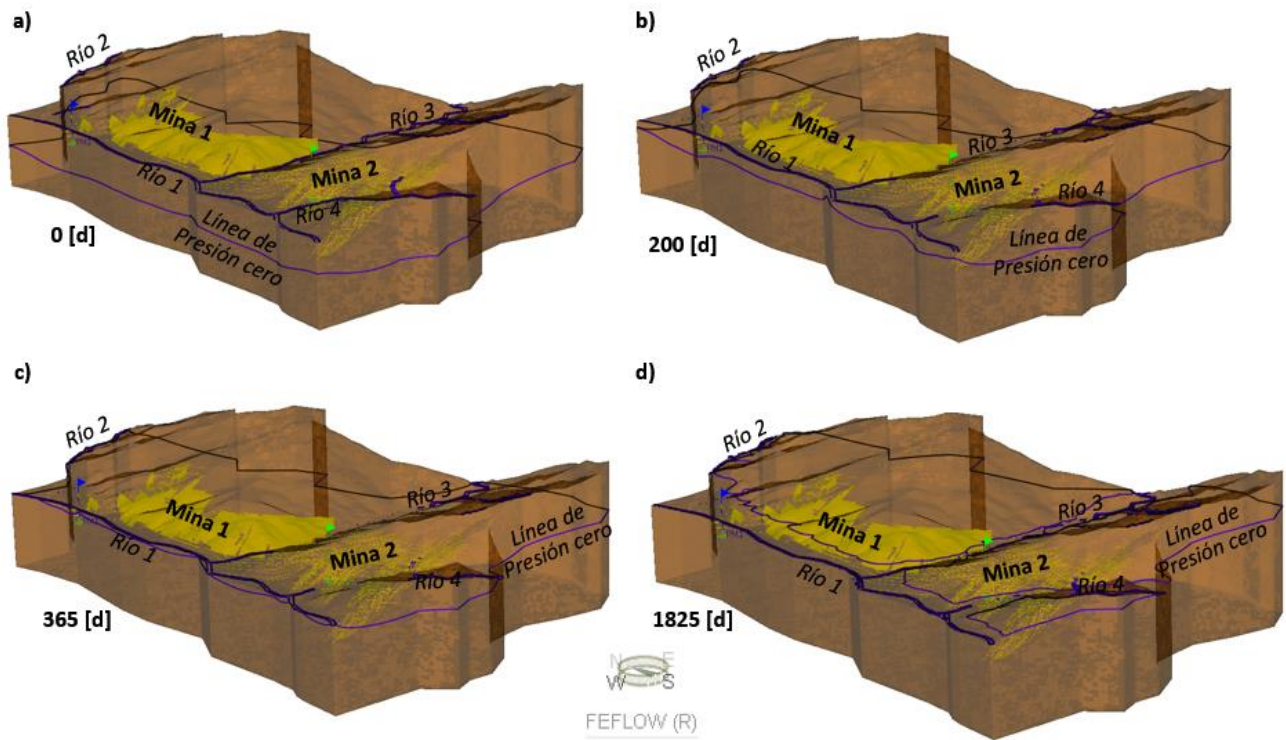 a)
Río 2
Mina 1
Río 3
Río 1
Mina 2
Río 4
Línea de
Presión cero
0 [d]
b)
Río 2
Mina 1
Río 3
Río 1
Mina 2
Río 4
Línea de
Presión cero
200 [d]
c)
Río 2
Mina 1
Río 3
Río 1
Mina 2
Río 4
Línea de
Presión cero
365 [d]
d)
Río 2
Mina 1
Río 3
Río 1
Mina 2
Río 4
Línea de
Presión cero
1825 [d]
N E
W S
FEFLOW (R)